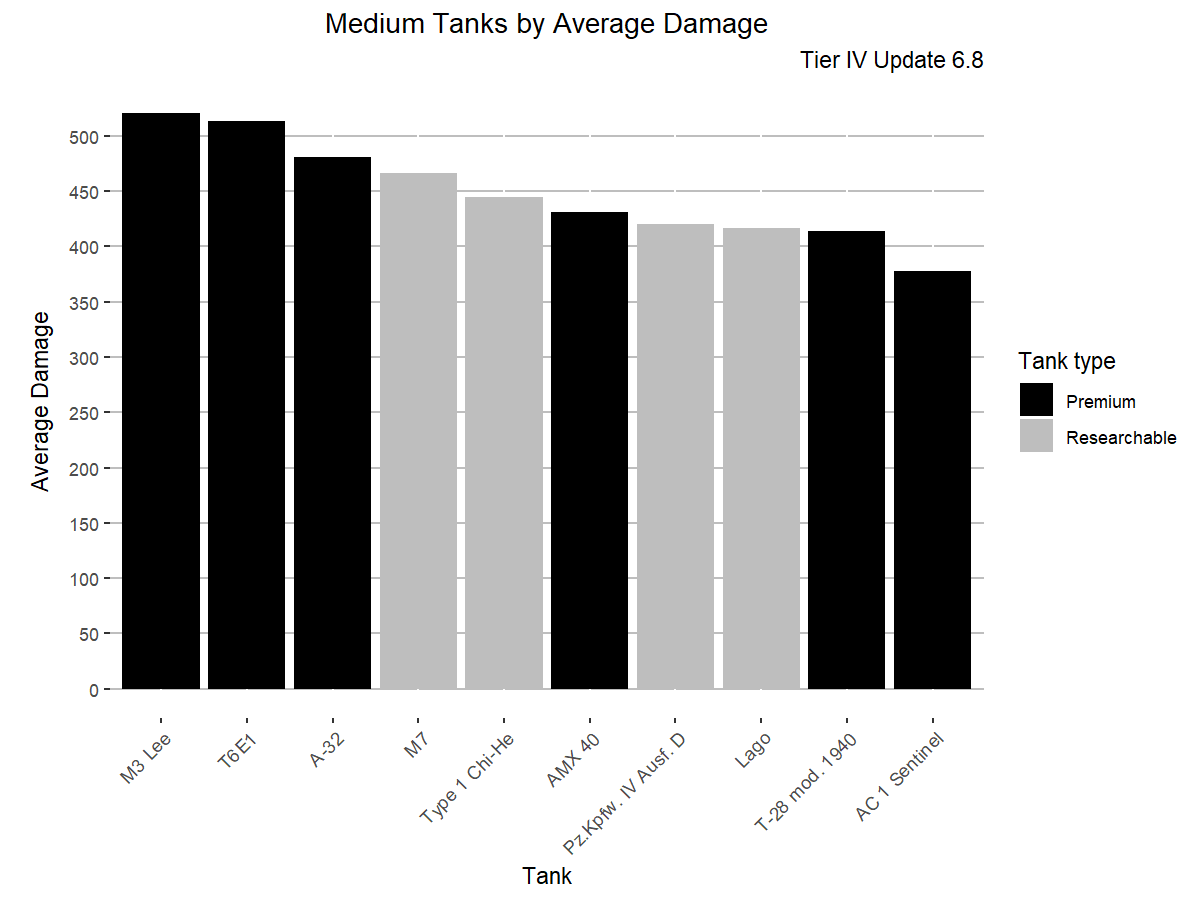 Medium Tanks by Average Damage
Tier IV Update 6.8
Average Damage
500
450
400
350
300
250
200
150
100
50
0
M3 Lee
T6E1
A-32
M7
Type 1 Chi-He
AMX 40
Pz.Kpfw. IV Ausf. D
Lago
T-28 mod. 1940
AC 1 Sentinel
Tank
Tank type
Premium
Researchable